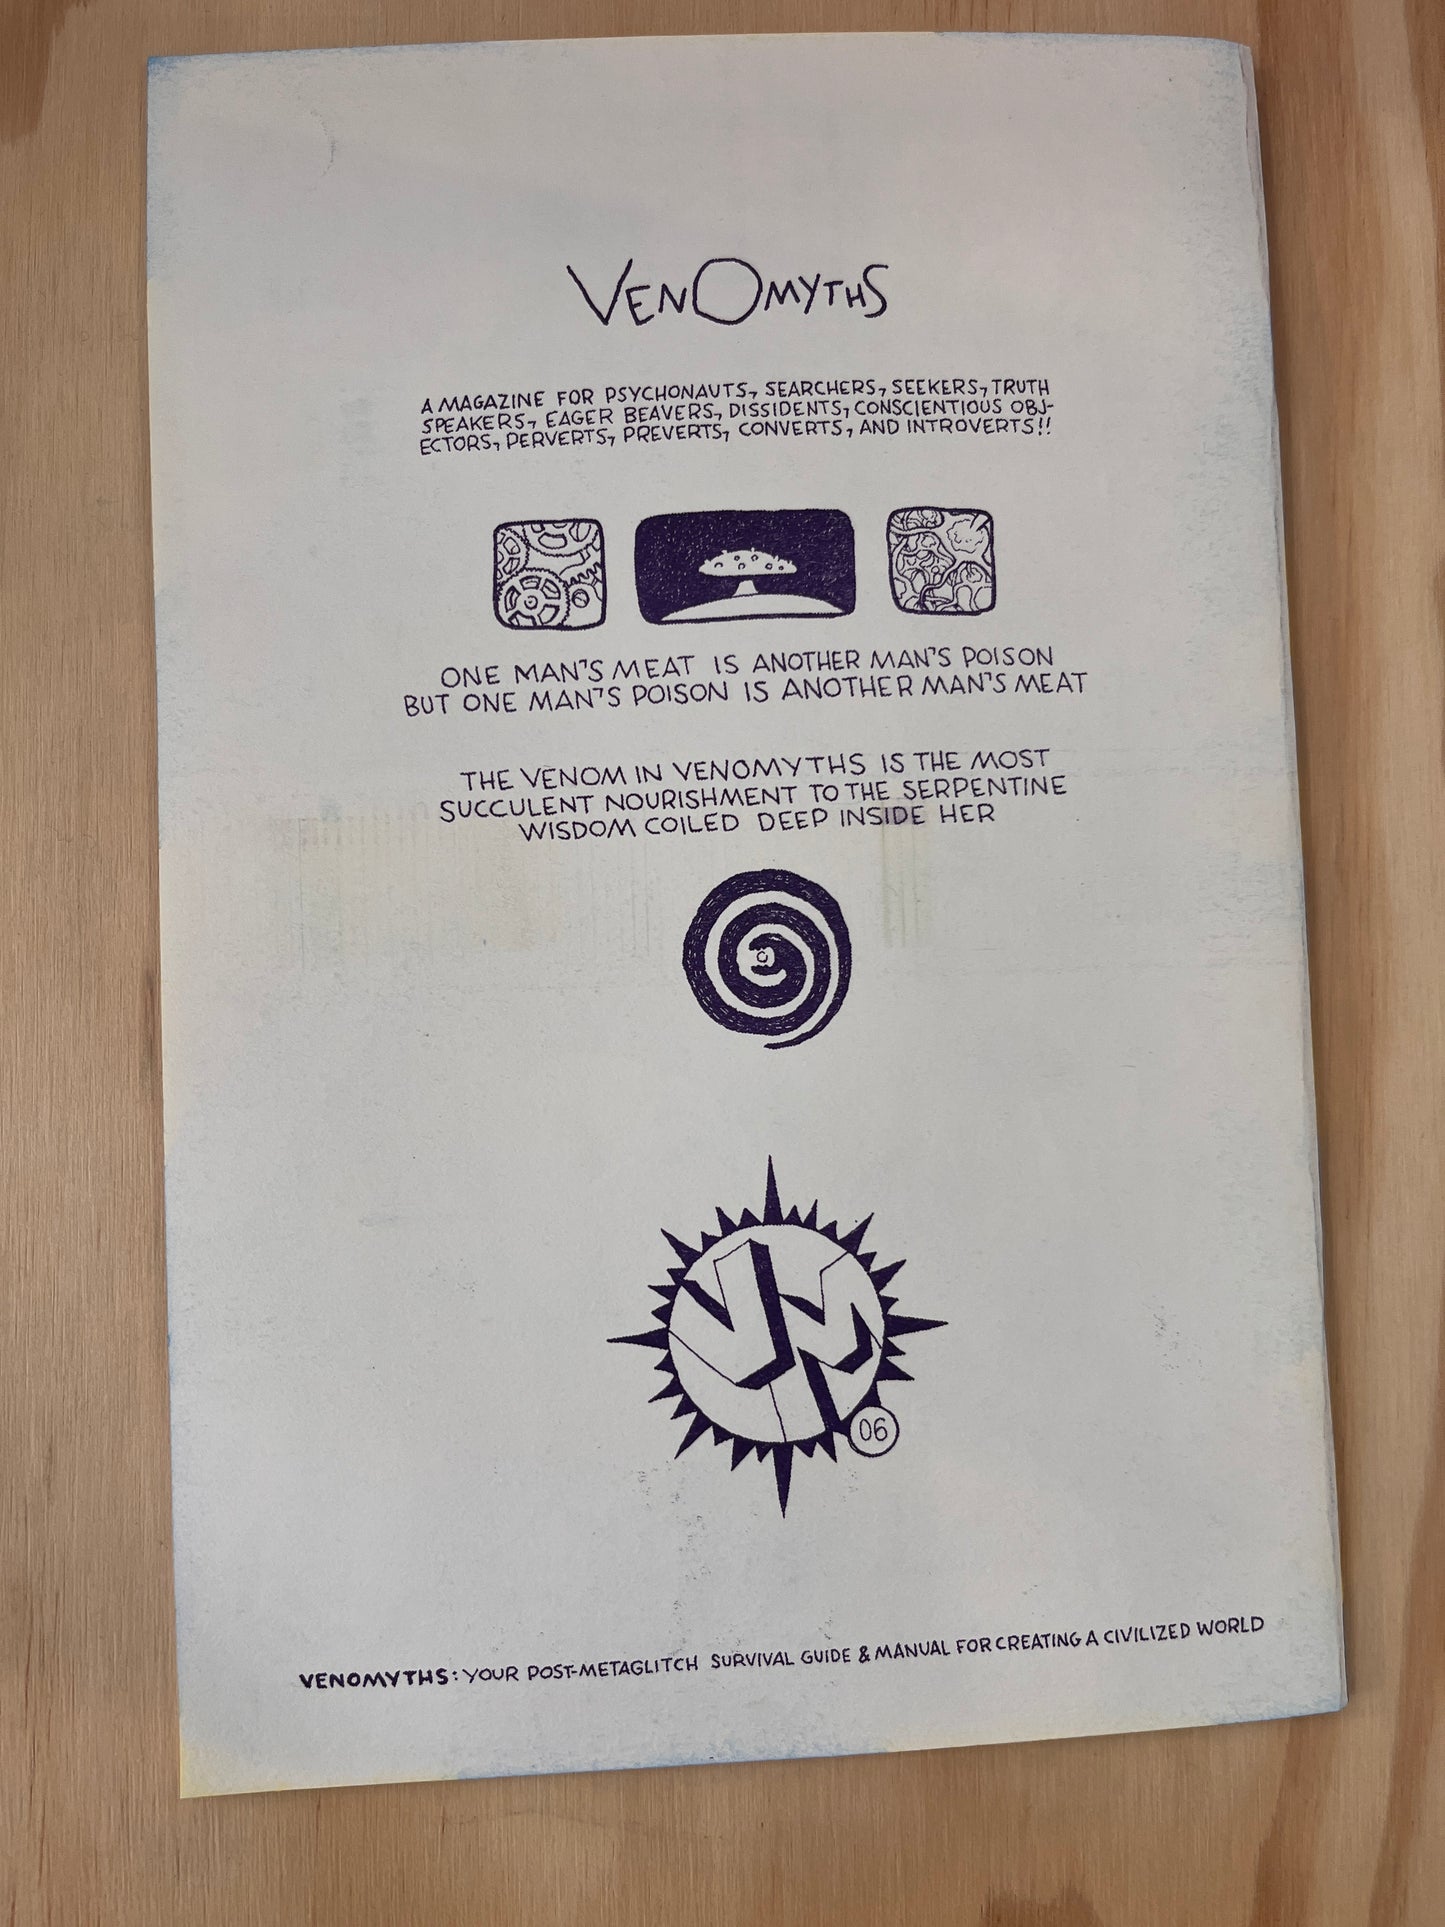 VENOMYTHS
A MAGAZINE FOR PSYCHONAUTS, SEARCHERS, SEEKERS, TRUTH
SPEAKERS, EAGER BEAVERS, DISSIDENTS, CONSCIENTIOUS OBJ-
ECTORS, PERVERTS, PREVERTS, CONVERTS, AND INTROVERTS!!
ONE MAN'S MEAT IS ANOTHER MAN'S POISON
BUT ONE MAN'S POISON IS ANOTHER MAN'S MEAT
THE VENOM IN VENOMYTHS IS THE MOST
SUCCULENT NOURISHMENT TO THE SERPENTINE
WISDOM COILED DEEP INSIDE HER
VM
06
VENOMYTHS: YOUR POST-METAGLITCH SURVIVAL GUIDE & MANUAL FOR CREATING A CIVILIZED WORLD